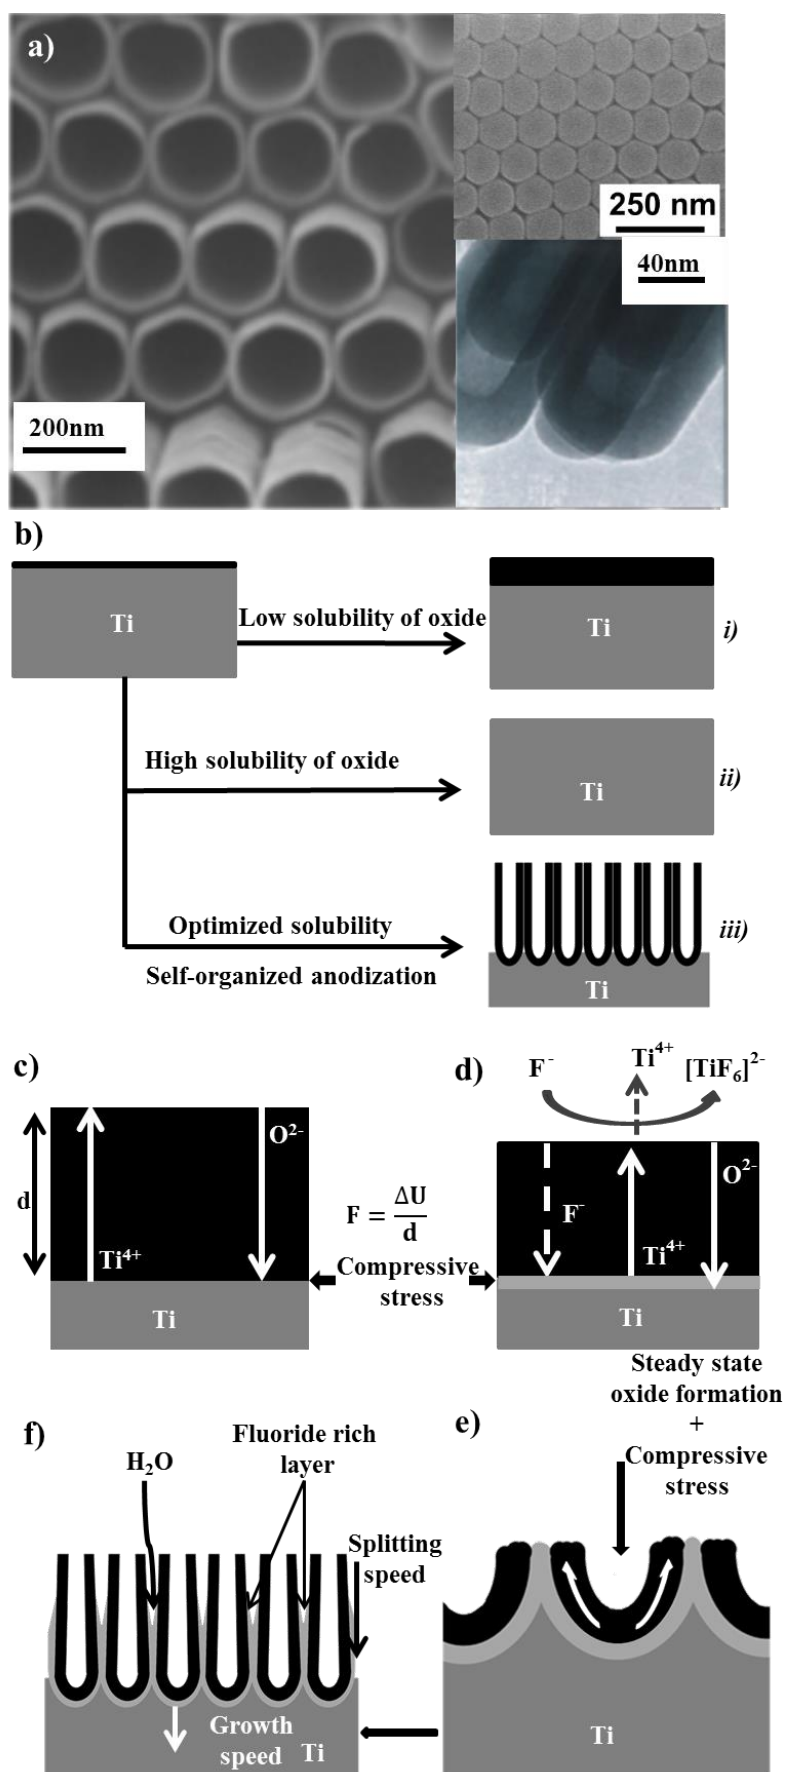 a)
250 nm
40nm
200nm
b)
Ti
Low solubility of oxide
Ti
i)
High solubility of oxide
Ti
ii)
Optimized solubility
Self-organized anodization
iii)
Ti
c)
d
Ti4+
O2-
Ti
F = ΔU/d
Compressive
stress
d)
F-
Ti4+
[TiF6]2-
F-
Ti4+
O2-
Ti
Steady state
oxide formation
+
Compressive
stress
e)
Ti
f)
H2O
Fluoride rich
layer
Splitting
speed
Growth
speed
Ti